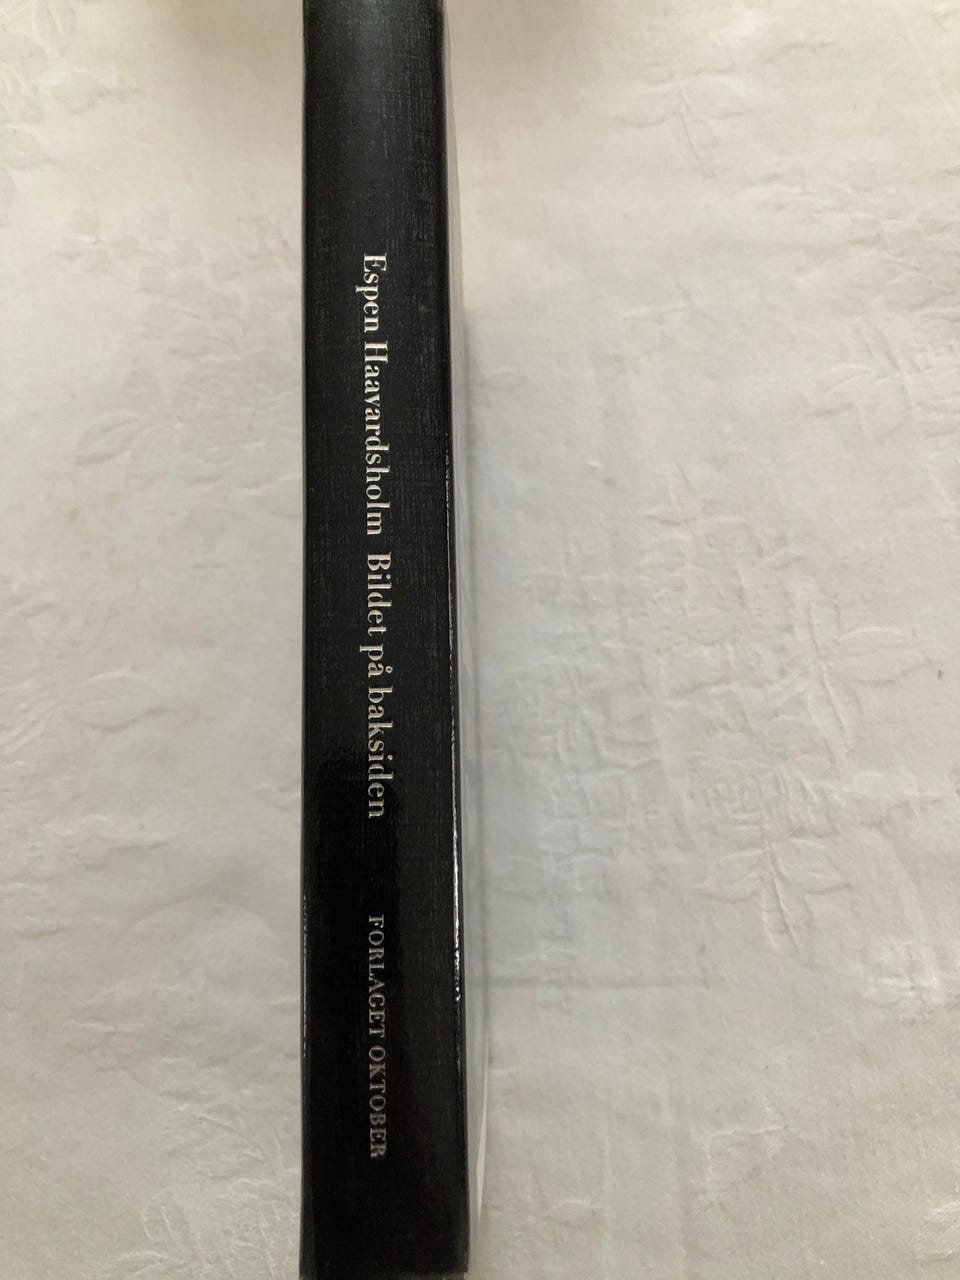 Espen Haavardsholm Bildet på baksiden FORLAGET OKTOBER